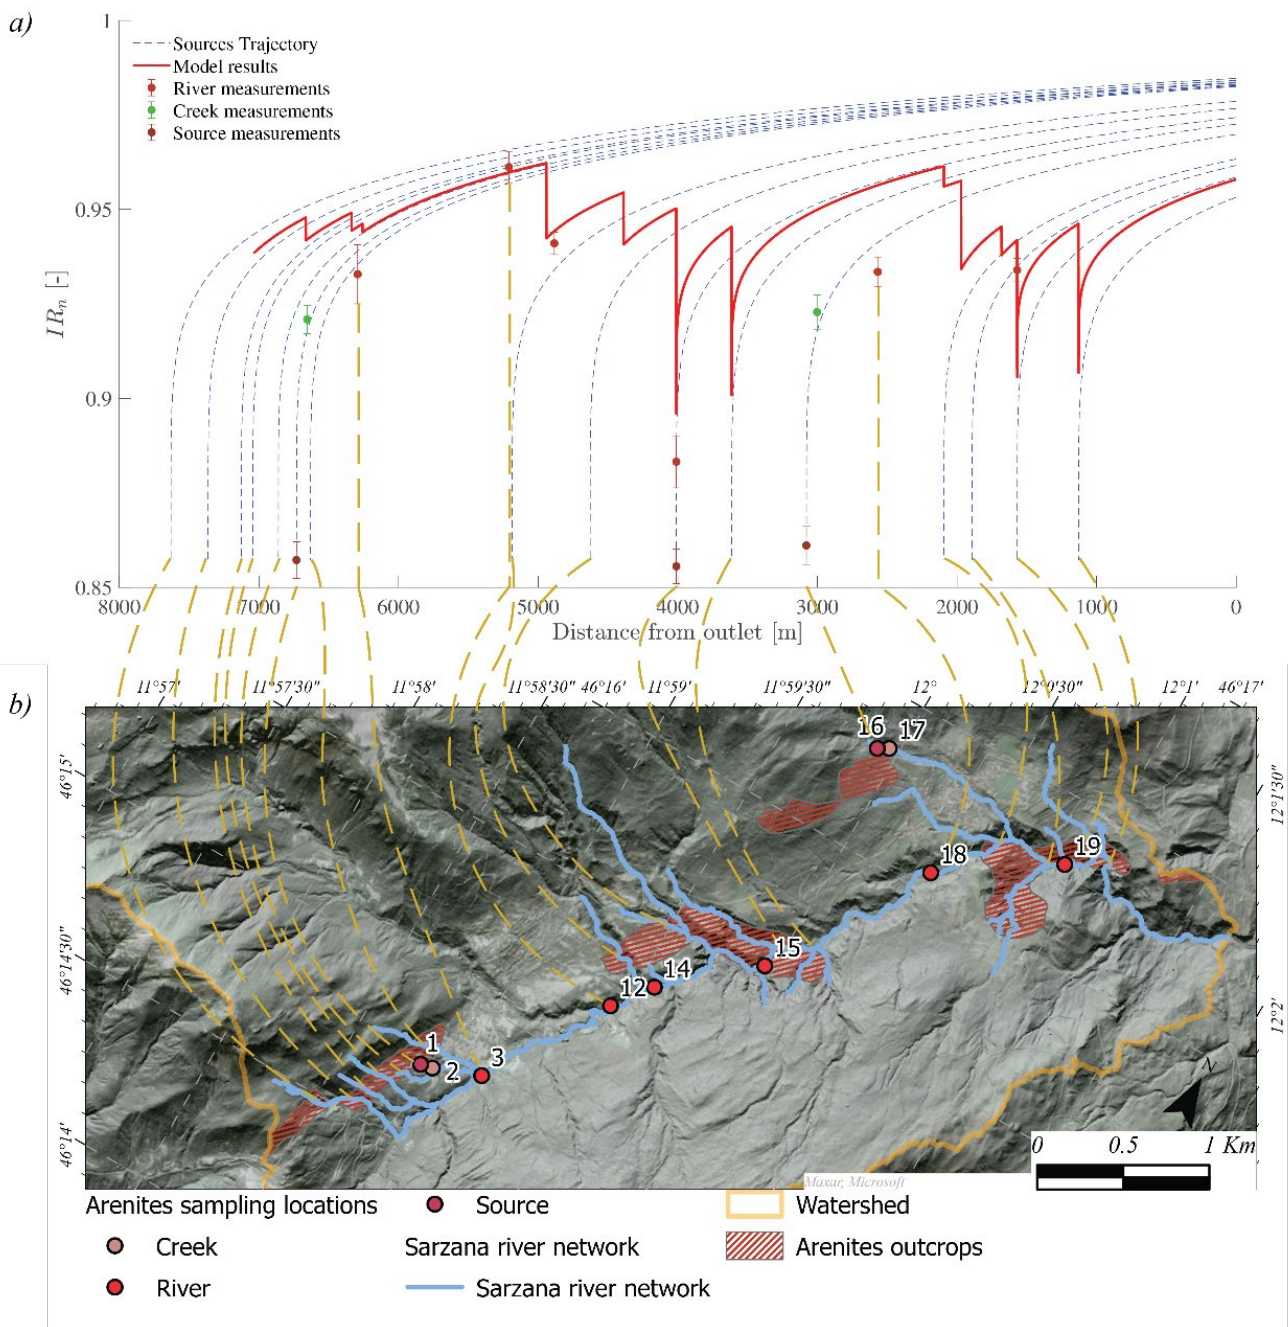 a)
1
0.95
0.9
0.85
IRn [-]
Sources Trajectory
Model results
River measurements
Creek measurements
Source measurements
8000 7000 6000 5000 4000 3000 2000 1000 0
Distance from outlet [m]
b)
11°57' 11°57'30" 11°58' 11°58'30" 46°16' 11°59' 11°59'30" 12° 12°0'30" 12°1' 46°17'
46°15'
46°14'30"
46°14'
12°1'30"
12°2'
16 17
18 19
15
14
12
1
2
3
N
0 0.5 1 Km
Maxar, Microsoft
Arenites sampling locations
Creek
River
Source
Sarzana river network
Sarzana river network
Watershed
Arenites outcrops